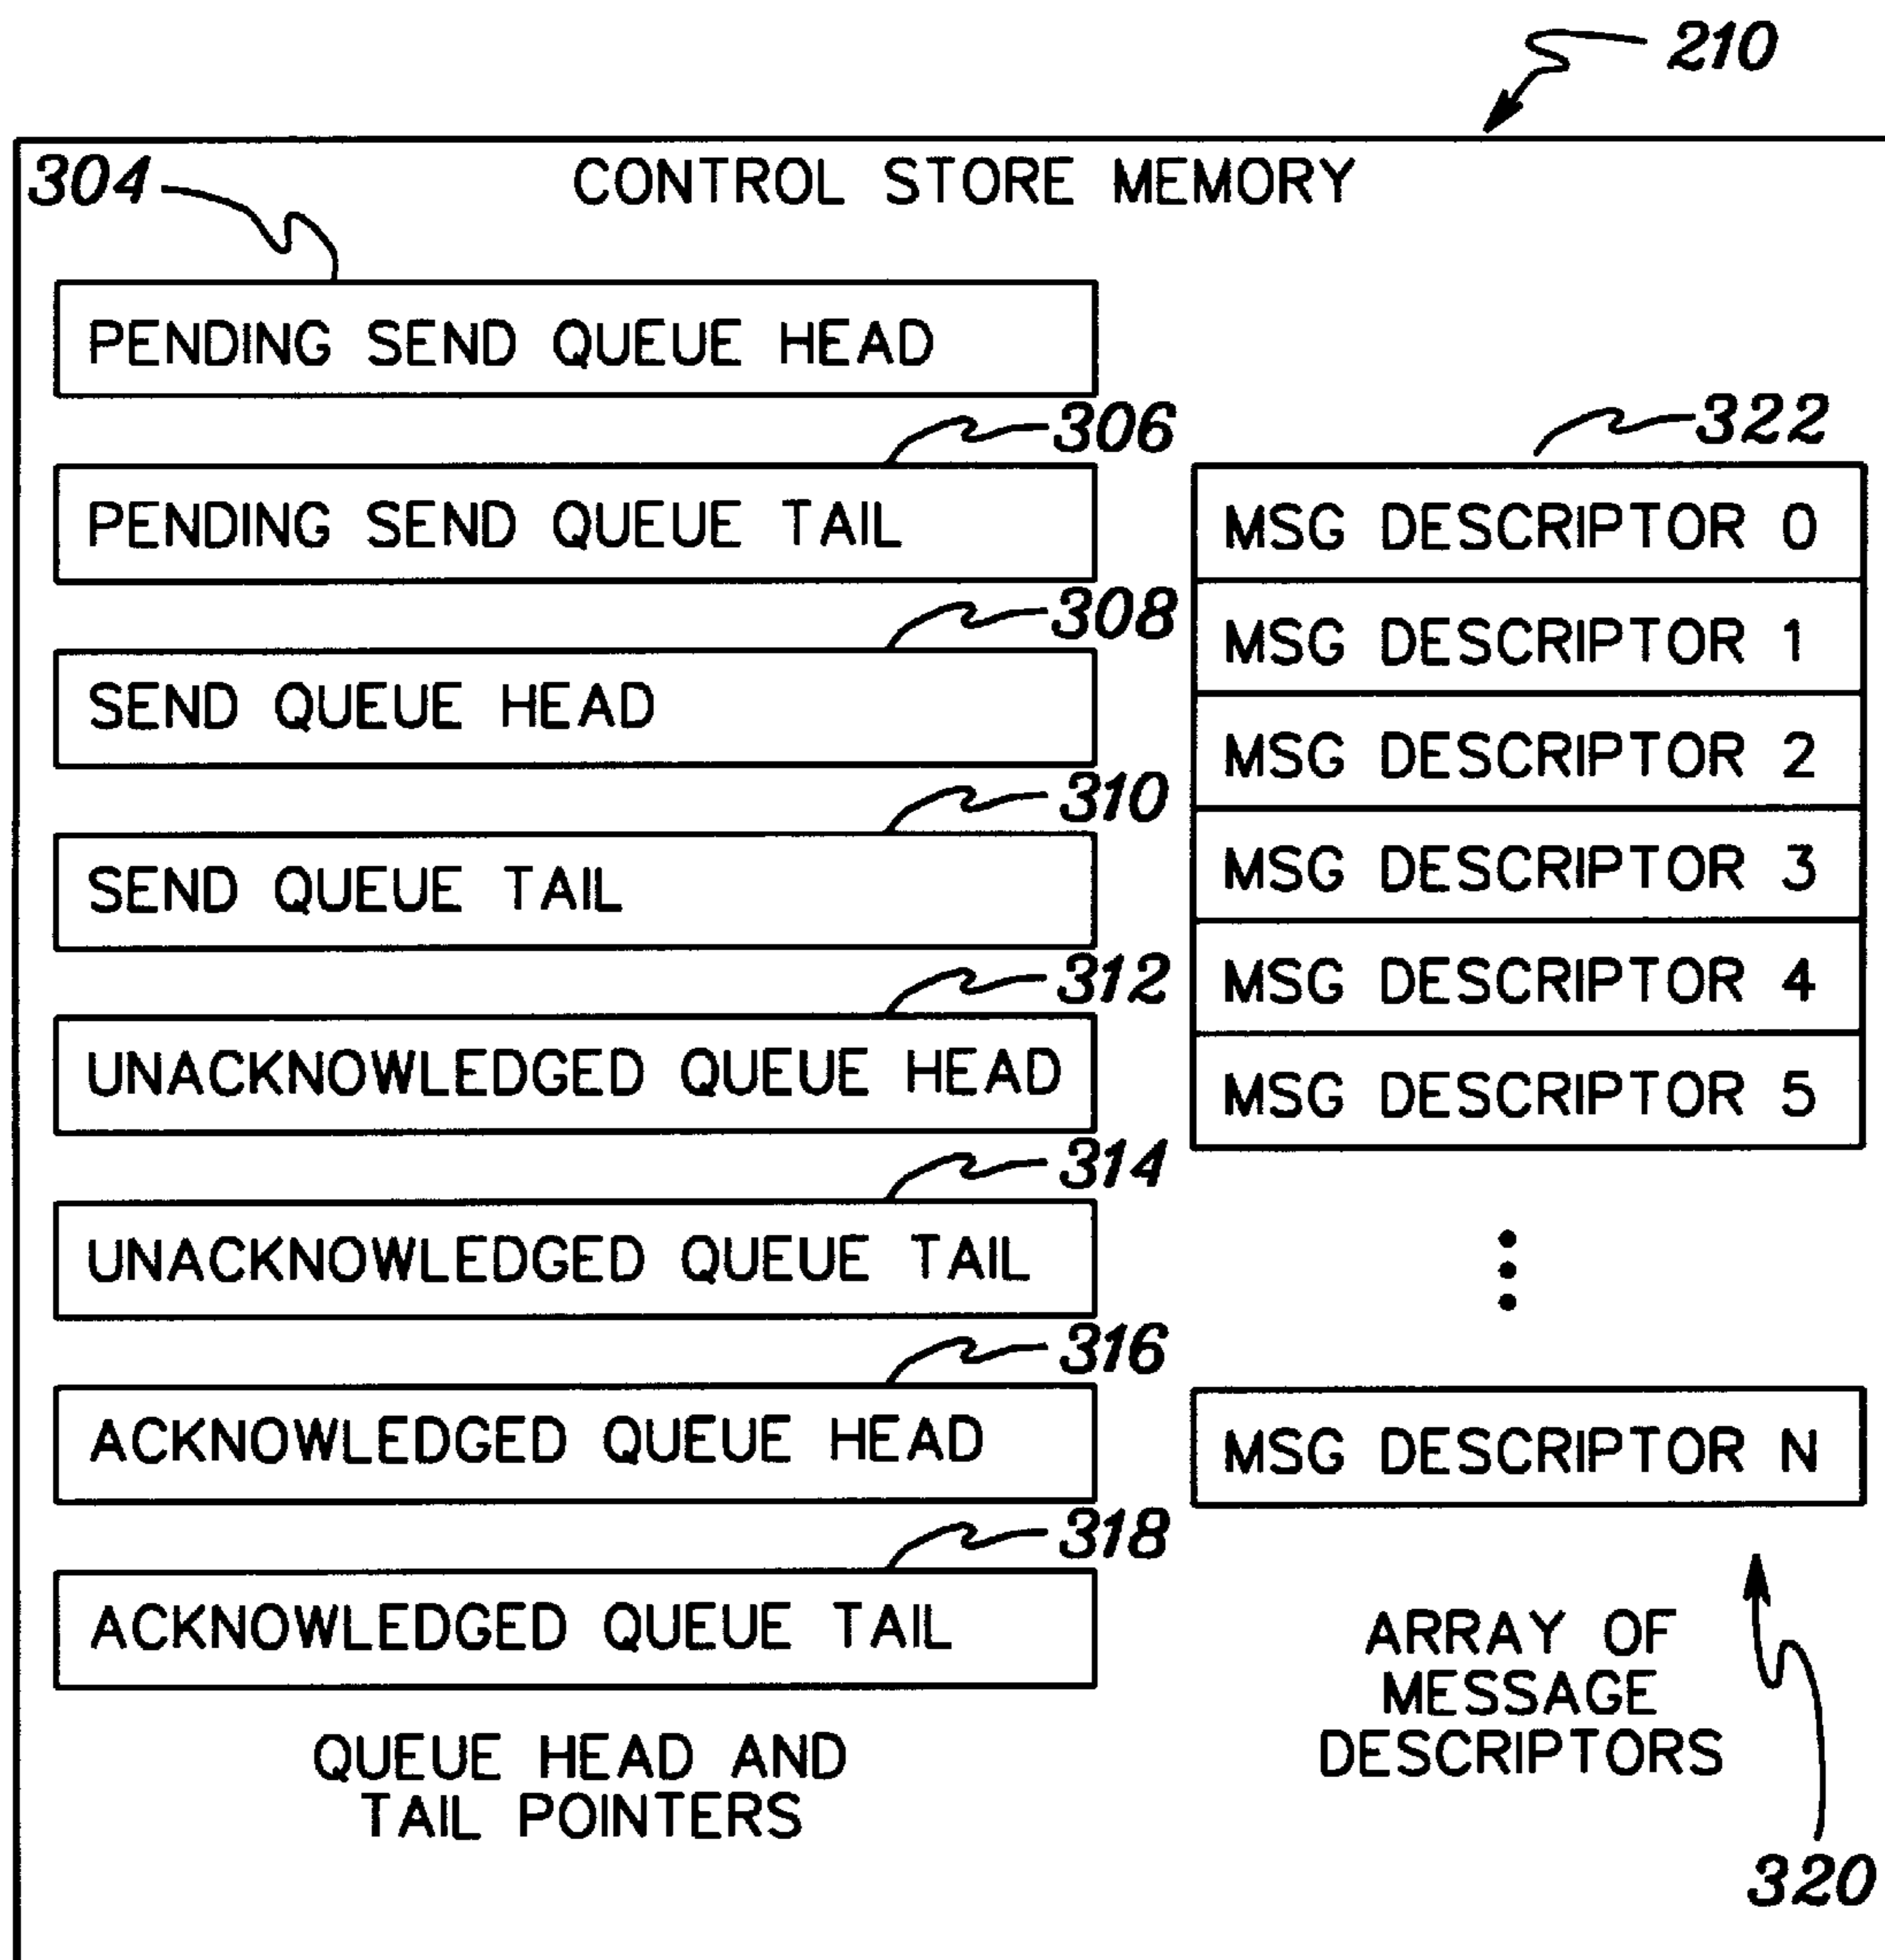 210
CONTROL STORE MEMORY
304
PENDING SEND QUEUE HEAD
306
PENDING SEND QUEUE TAIL
308
SEND QUEUE HEAD
310
SEND QUEUE TAIL
312
UNACKNOWLEDGED QUEUE HEAD
314
UNACKNOWLEDGED QUEUE TAIL
316
ACKNOWLEDGED QUEUE HEAD
318
ACKNOWLEDGED QUEUE TAIL
QUEUE HEAD AND
TAIL POINTERS
322
MSG DESCRIPTOR 0
MSG DESCRIPTOR 1
MSG DESCRIPTOR 2
MSG DESCRIPTOR 3
MSG DESCRIPTOR 4
MSG DESCRIPTOR 5
MSG DESCRIPTOR N
ARRAY OF
MESSAGE
DESCRIPTORS
320